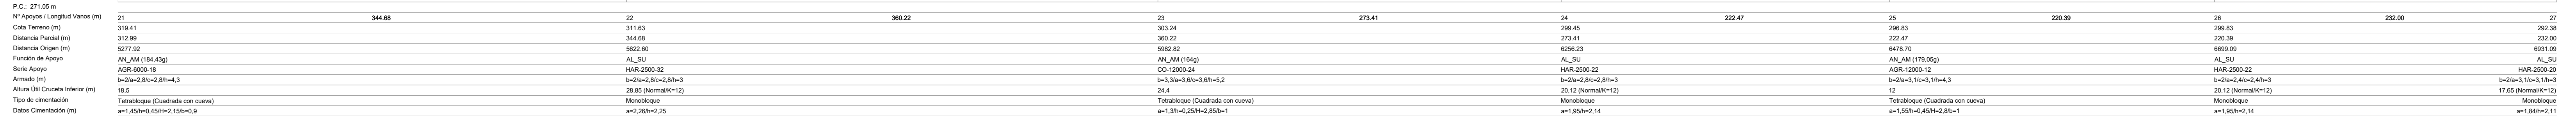 P.C.: 271.05 m
Nº Apoyos / Longitud Vanos (m) 21 344.68 22 360.22 23 273.41 24 222.47 25 220.39 26 232.00 27
Cota Terreno (m) 319.41 311.63 303.24 299.45 296.83 299.83 292.38
Distancia Parcial (m) 312.99 344.68 360.22 273.41 222.47 220.39 232.00
Distancia Origen (m) 5277.92 5622.60 5982.82 6256.23 6478.70 6699.09 6931.09
Función de Apoyo AN_AM (184,43g) AL_SU AN_AM (164g) AL_SU AN_AM (179,05g) AL_SU AL_SU
Serie Apoyo AGR-6000-18 HAR-2500-32 CO-12000-24 HAR-2500-22 AGR-12000-12 HAR-2500-22 HAR-2500-20
Armado (m) b=2/a=2,8/c=2,8/h=4,3 b=2/a=2,8/c=2,8/h=3 b=3,3/a=3,6/c=3,6/h=5,2 b=2/a=2,8/c=2,8/h=3 b=2/a=3,1/c=3,1/h=4,3 b=2/a=2,4/c=2,4/h=3 b=2/a=3,1/c=3,1/h=3
Altura Útil Cruceta Inferior (m) 18,5 28,85 (Normal/K=12) 24,4 20,12 (Normal/K=12) 12 20,12 (Normal/K=12) 17,65 (Normal/K=12)
Tipo de cimentación Tetrabloque (Cuadrada con cueva) Monobloque Tetrabloque (Cuadrada con cueva) Monobloque Tetrabloque (Cuadrada con cueva) Monobloque Monobloque
Datos Cimentación (m) a=1,45/h=0,45/H=2,15/b=0,9 a=2,26/h=2,25 a=1,3/h=0,25/H=2,85/b=1 a=1,95/h=2,14 a=1,55/h=0,45/H=2,8/b=1 a=1,95/h=2,14 a=1,84/h=2,11